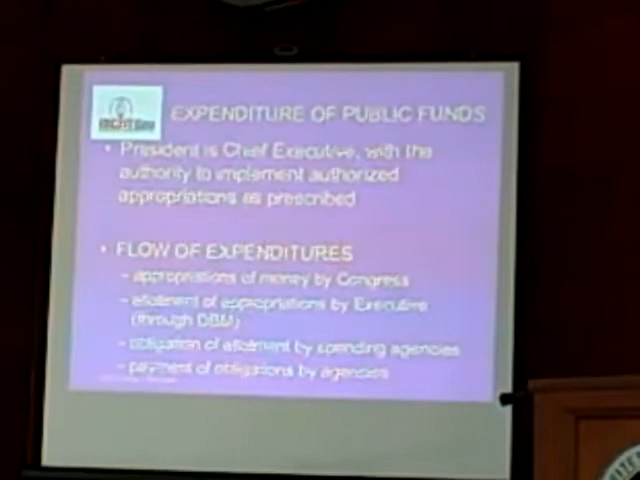 EXPENDITURE OF PUBLIC FUNDS
• President is Chief Executive, with the
authority to implement authorized
appropriations as prescribed
• FLOW OF EXPENDITURES
– appropriations of money by Congress
– allotment of appropriations by Executive
(through DBM)
– obligation of allotment by spending agencies
– payment of obligations by agencies